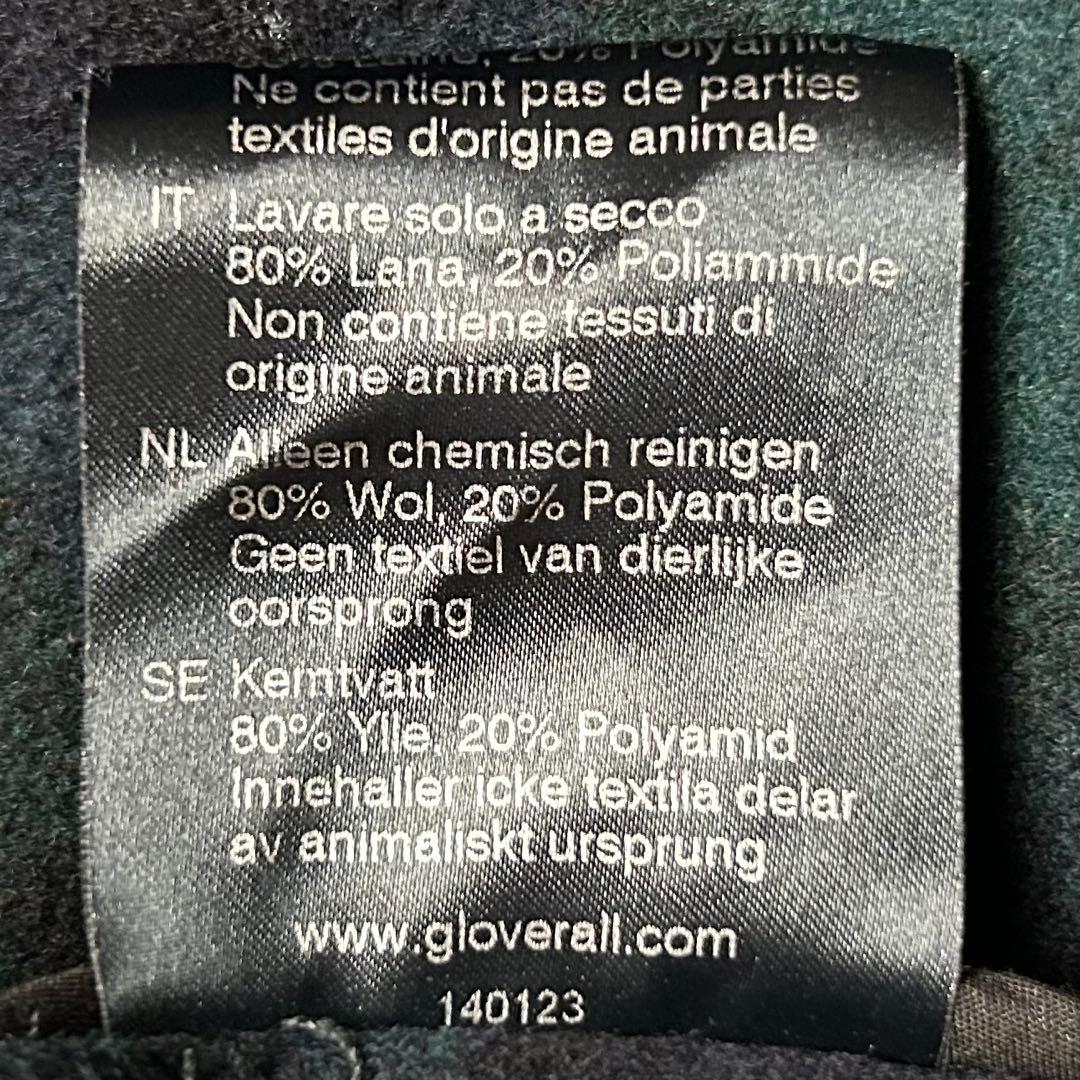 20% Polyamide
Ne contient pas de parties
textiles d'origine animale
IT Lavare solo a secco
80% Lana, 20% Poliammide
Non contiene tessuti di
origine animale
NL Alleen chemisch reinigen
80% Wol, 20% Polyamide
Geen textiel van dierlijke
oorsprong
SE Kemtvatt
80% Ylle, 20% Polyamid
Innehaller icke textila delar
av animaliskt ursprung
www.gloverall.com
140123